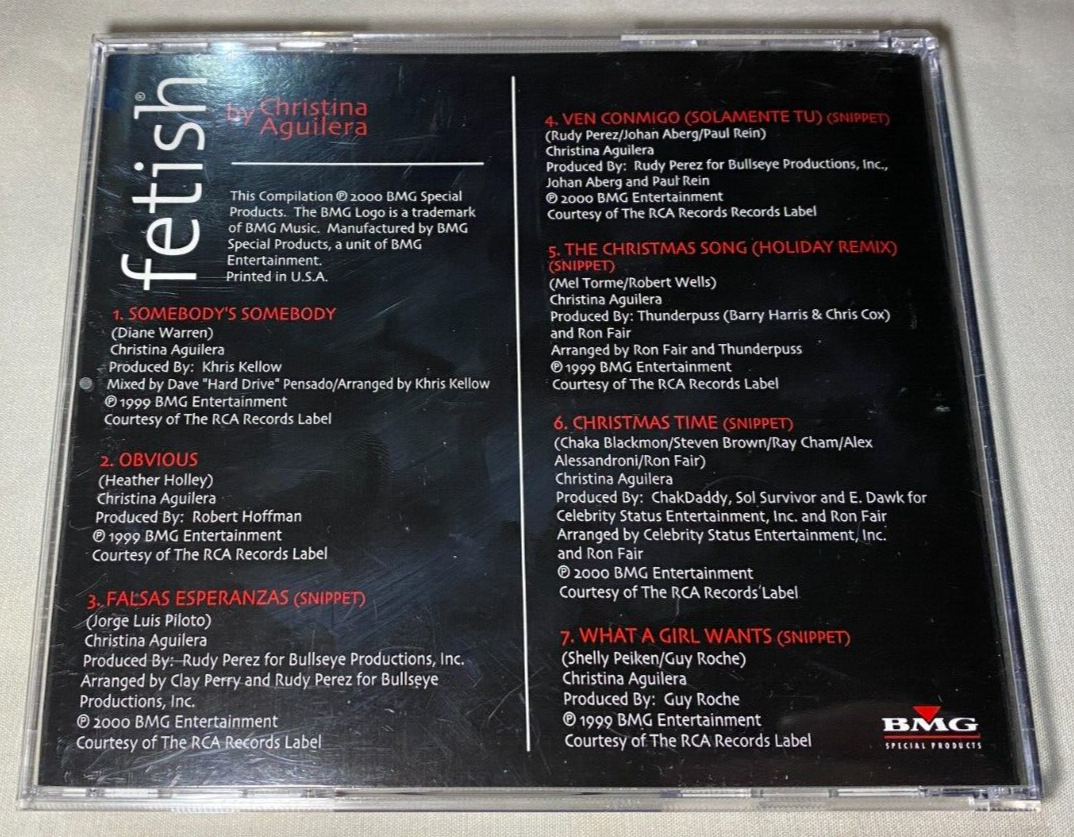 fetish®
by Christina
Aguilera
This Compilation ℗ 2000 BMG Special
Products. The BMG Logo is a trademark
of BMG Music. Manufactured by BMG
Special Products, a unit of BMG
Entertainment.
Printed in U.S.A.
1. SOMEBODY'S SOMEBODY
(Diane Warren)
Christina Aguilera
Produced By: Khris Kellow
Mixed by Dave "Hard Drive" Pensado/Arranged by Khris Kellow
℗ 1999 BMG Entertainment
Courtesy of The RCA Records Label
2. OBVIOUS
(Heather Holley)
Christina Aguilera
Produced By: Robert Hoffman
℗ 1999 BMG Entertainment
Courtesy of The RCA Records Label
3. FALSAS ESPERANZAS (SNIPPET)
(Jorge Luis Piloto)
Christina Aguilera
Produced By: Rudy Perez for Bullseye Productions, Inc.
Arranged by Clay Perry and Rudy Perez for Bullseye
Productions, Inc.
℗ 2000 BMG Entertainment
Courtesy of The RCA Records Label
4. VEN CONMIGO (SOLAMENTE TU) (SNIPPET)
(Rudy Perez/Johan Aberg/Paul Rein)
Christina Aguilera
Produced By: Rudy Perez for Bullseye Productions, Inc.,
Johan Aberg and Paul Rein
℗ 2000 BMG Entertainment
Courtesy of The RCA Records Records Label
5. THE CHRISTMAS SONG (HOLIDAY REMIX)
(SNIPPET)
(Mel Torme/Robert Wells)
Christina Aguilera
Produced By: Thunderpuss (Barry Harris & Chris Cox)
and Ron Fair
Arranged by Ron Fair and Thunderpuss
℗ 1999 BMG Entertainment
Courtesy of The RCA Records Label
6. CHRISTMAS TIME (SNIPPET)
(Chaka Blackmon/Steven Brown/Ray Cham/Alex
Alessandroni/Ron Fair)
Christina Aguilera
Produced By: ChakDaddy, Sol Survivor and E. Dawk for
Celebrity Status Entertainment, Inc. and Ron Fair
Arranged by Celebrity Status Entertainment, Inc.
and Ron Fair
℗ 2000 BMG Entertainment
Courtesy of The RCA Records Label
7. WHAT A GIRL WANTS (SNIPPET)
(Shelly Peiken/Guy Roche)
Christina Aguilera
Produced By: Guy Roche
℗ 1999 BMG Entertainment
Courtesy of The RCA Records Label
BMG
SPECIAL PRODUCTS